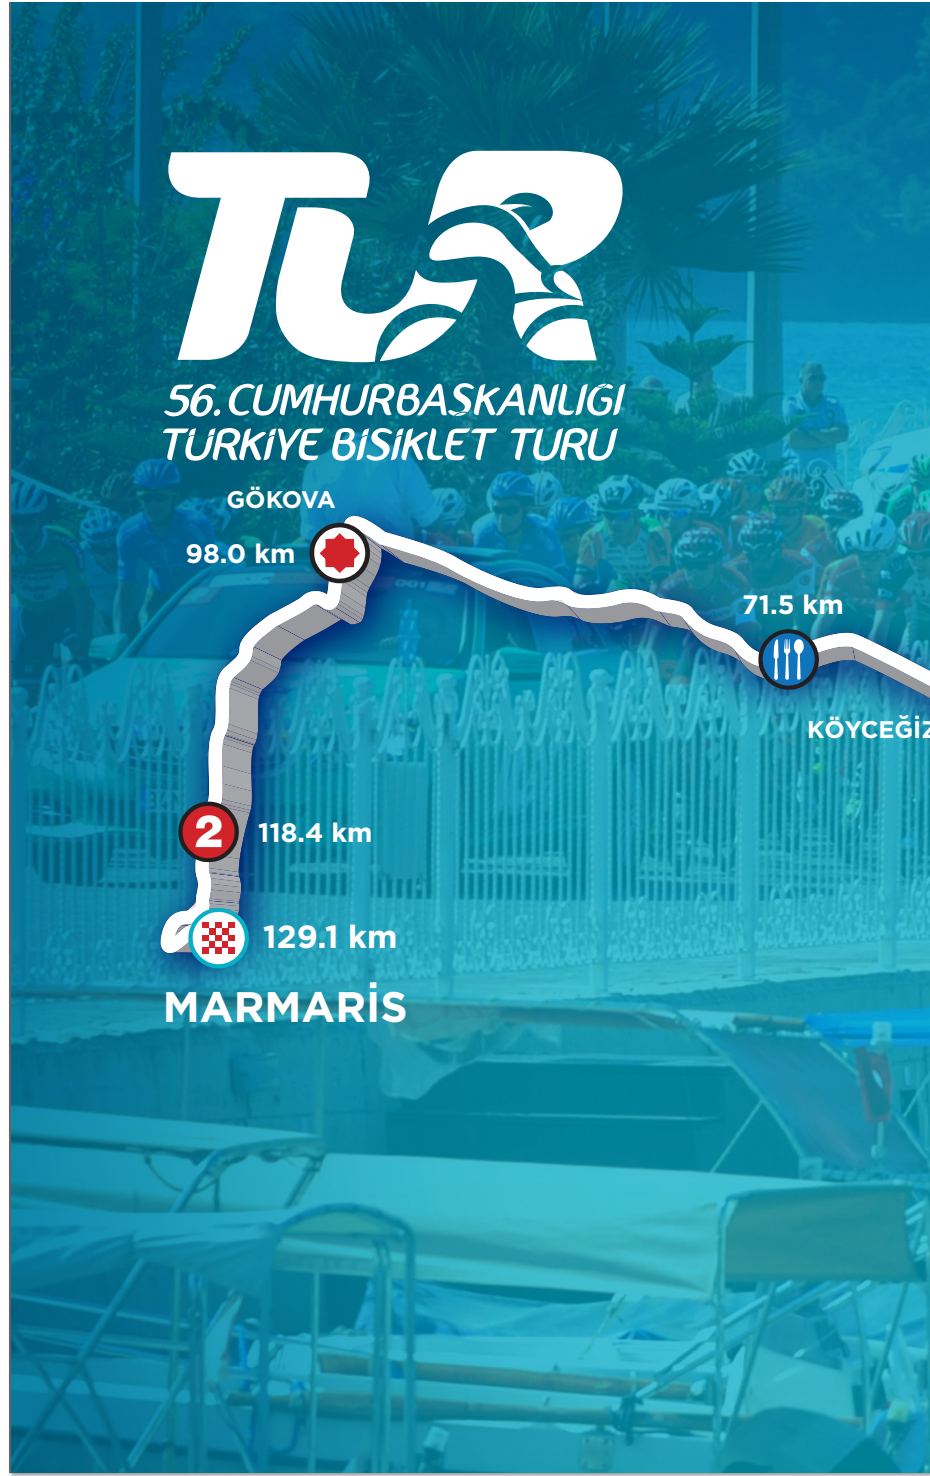 TUR
56. CUMHURBAŞKANLIĞI
TÜRKİYE BİSİKLET TURU
GÖKOVA
98.0 km
71.5 km
KÖYCEĞİZ
2
118.4 km
129.1 km
MARMARİS